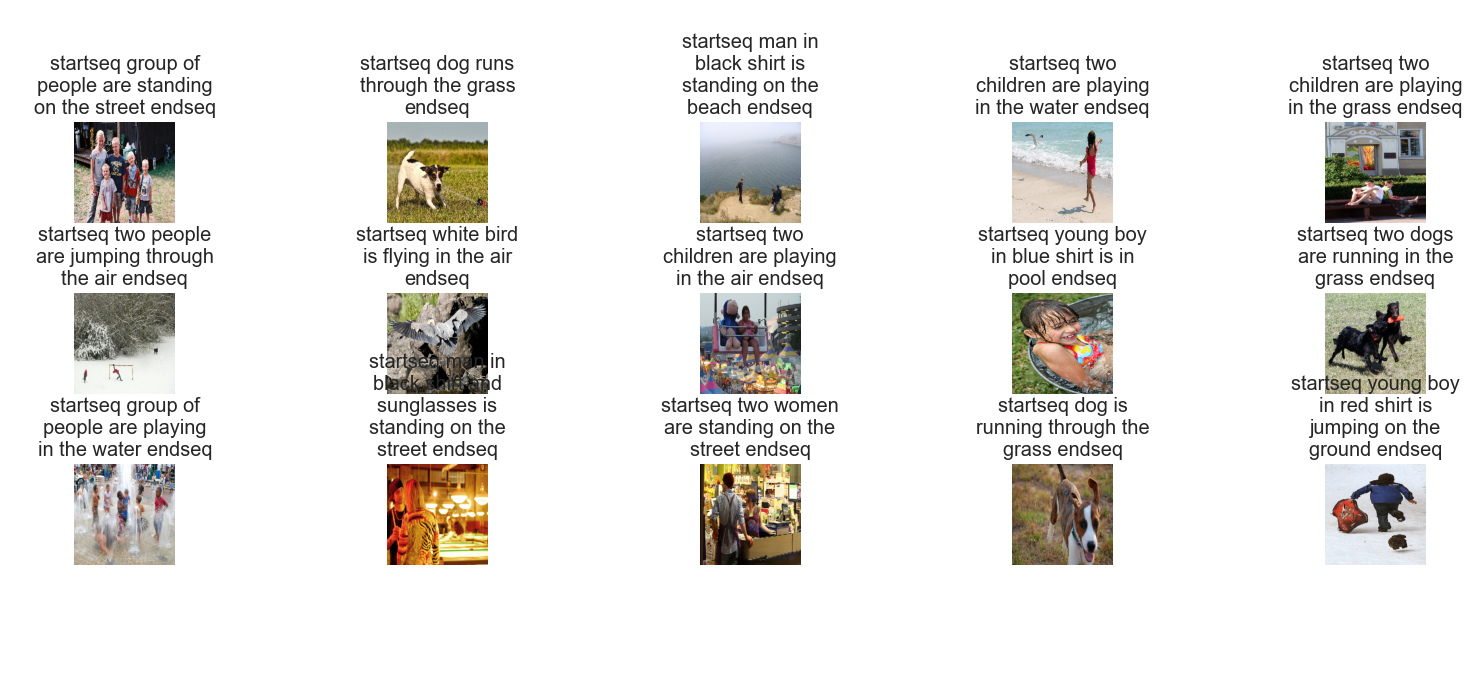 startseq group of
people are standing
on the street endseq
startseq dog runs
through the grass
endseq
startseq man in
black shirt is
standing on the
beach endseq
startseq two
children are playing
in the water endseq
startseq two
children are playing
in the grass endseq
startseq two people
are jumping through
the air endseq
startseq white bird
is flying in the air
endseq
startseq two
children are playing
in the air endseq
startseq young boy
in blue shirt is in
pool endseq
startseq two dogs
are running in the
grass endseq
startseq group of
people are playing
in the water endseq
startseq man in
black shirt and
sunglasses is
standing on the
street endseq
startseq two women
are standing on the
street endseq
startseq dog is
running through the
grass endseq
startseq young boy
in red shirt is
jumping on the
ground endseq